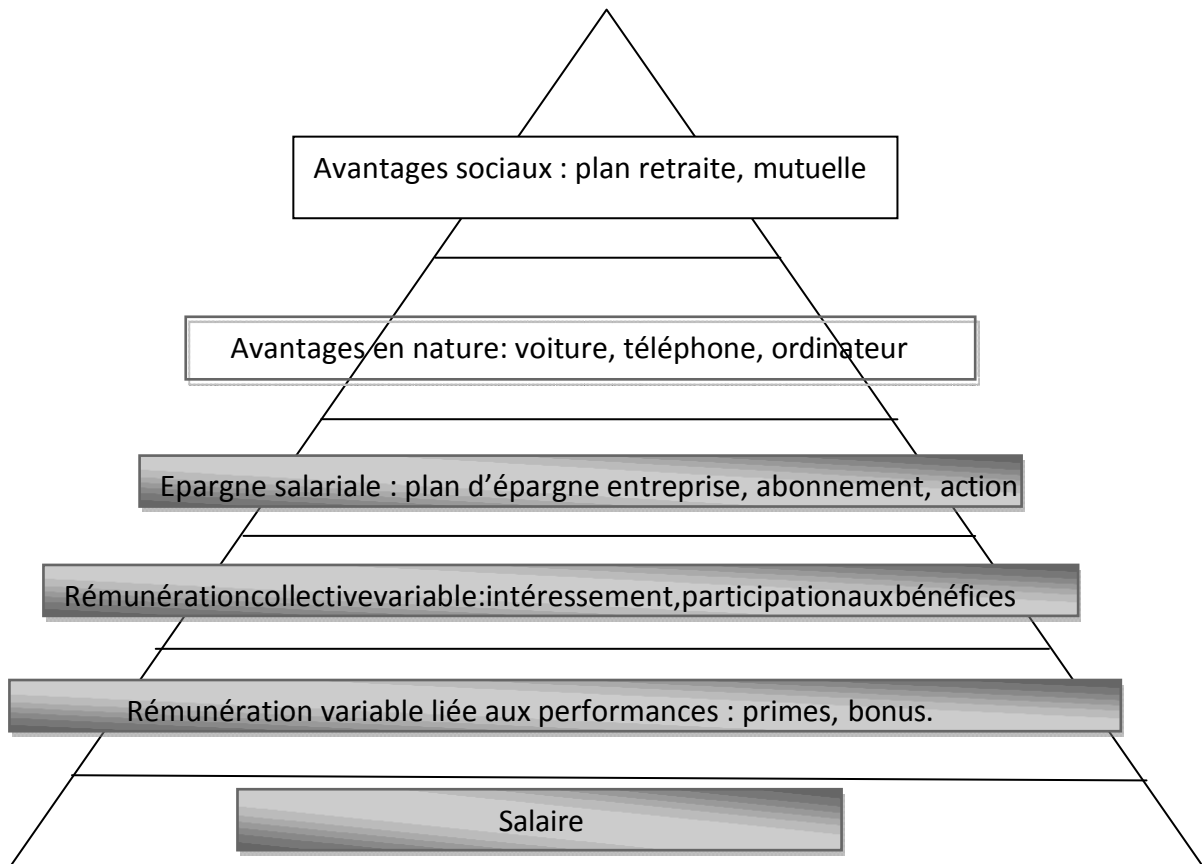 Avantages sociaux : plan retraite, mutuelle
Avantages en nature: voiture, téléphone, ordinateur
Epargne salariale : plan d’épargne entreprise, abonnement, action
Rémunérationcollectivevariable:intéressement,participationauxbénéfices
Rémunération variable liée aux performances : primes, bonus.
Salaire